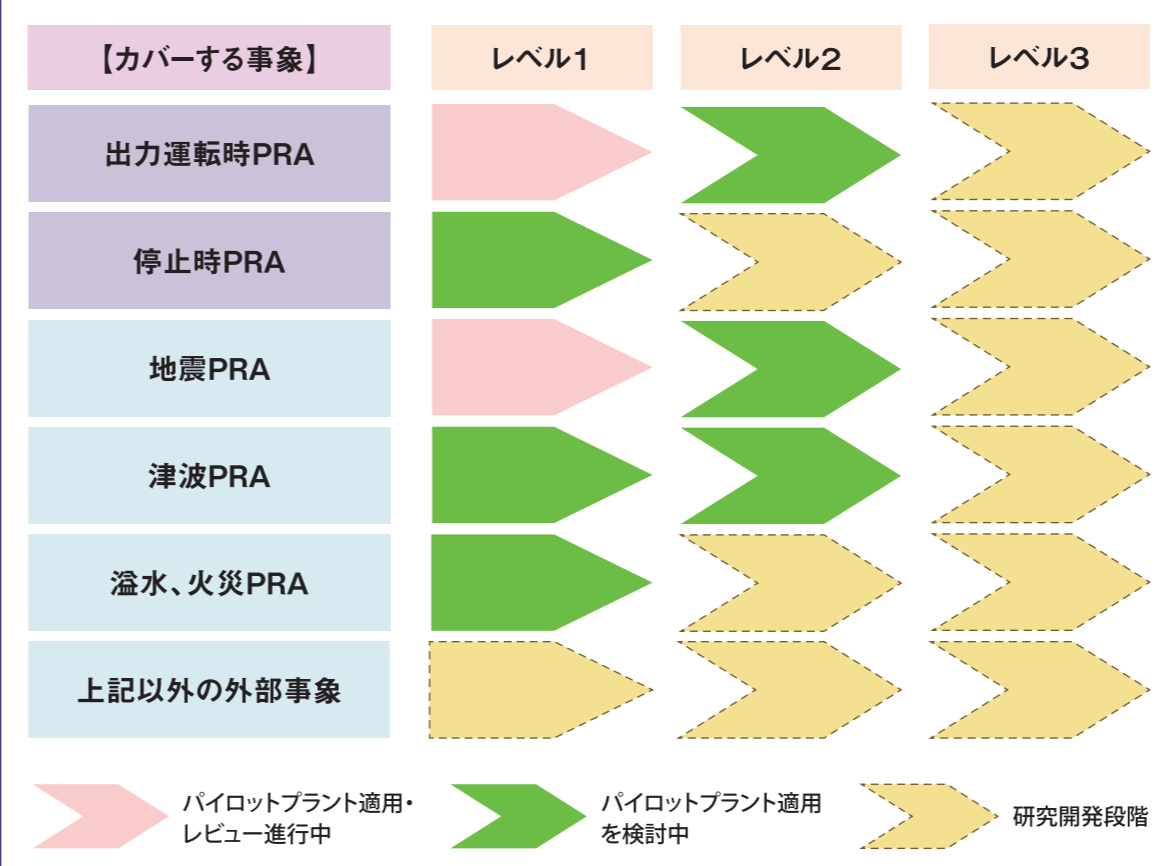 【カバーする事象】
レベル1
レベル2
レベル3
出力運転時PRA
停止時PRA
地震PRA
津波PRA
溢水、火災PRA
上記以外の外部事象
パイロットプラント適用・
レビュー進行中
パイロットプラント適用
を検討中
研究開発段階